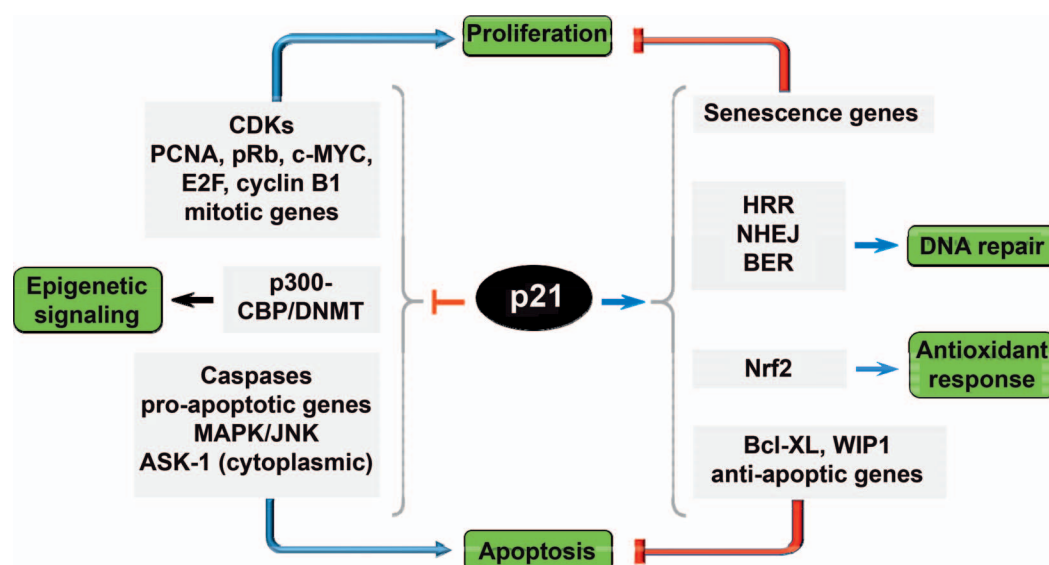 Proliferation
CDKs
PCNA, pRb, c-MYC,
E2F, cyclin B1
mitotic genes
Epigenetic
signaling
p300-
CBP/DNMT
Caspases
pro-apoptotic genes
MAPK/JNK
ASK-1 (cytoplasmic)
p21
Senescence genes
HRR
NHEJ
BER
DNA repair
Nrf2
Antioxidant
response
Bcl-XL, WIP1
anti-apoptic genes
Apoptosis